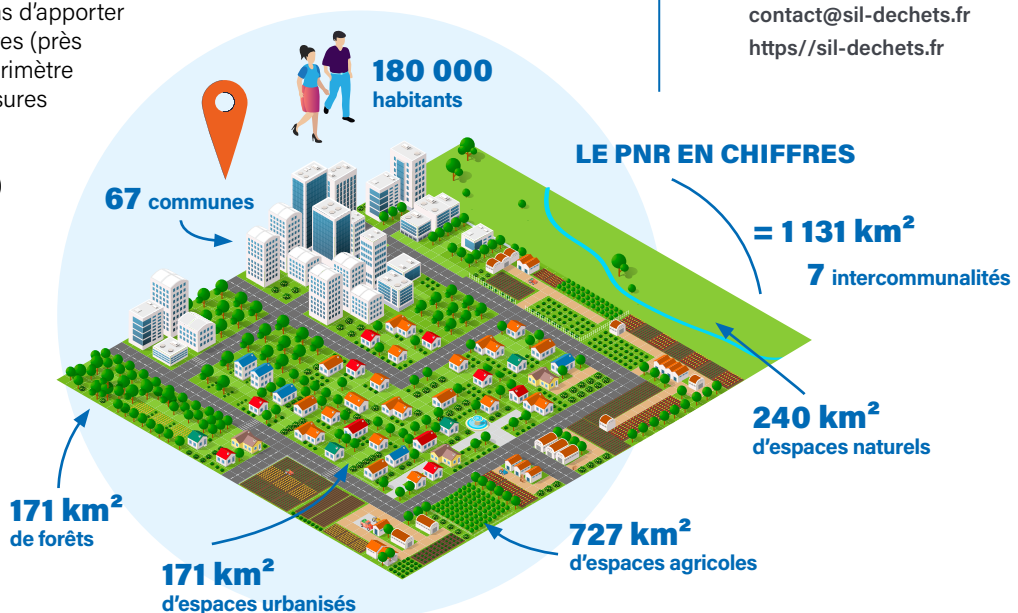 s d'apporter
es (près
rimètre
sures
)
contact@sil-dechets.fr
https//sil-dechets.fr
180 000
habitants
LE PNR EN CHIFFRES
67 communes
= 1 131 km²
7 intercommunalités
240 km²
d'espaces naturels
171 km²
de forêts
727 km²
d'espaces agricoles
171 km²
d'espaces urbanisés